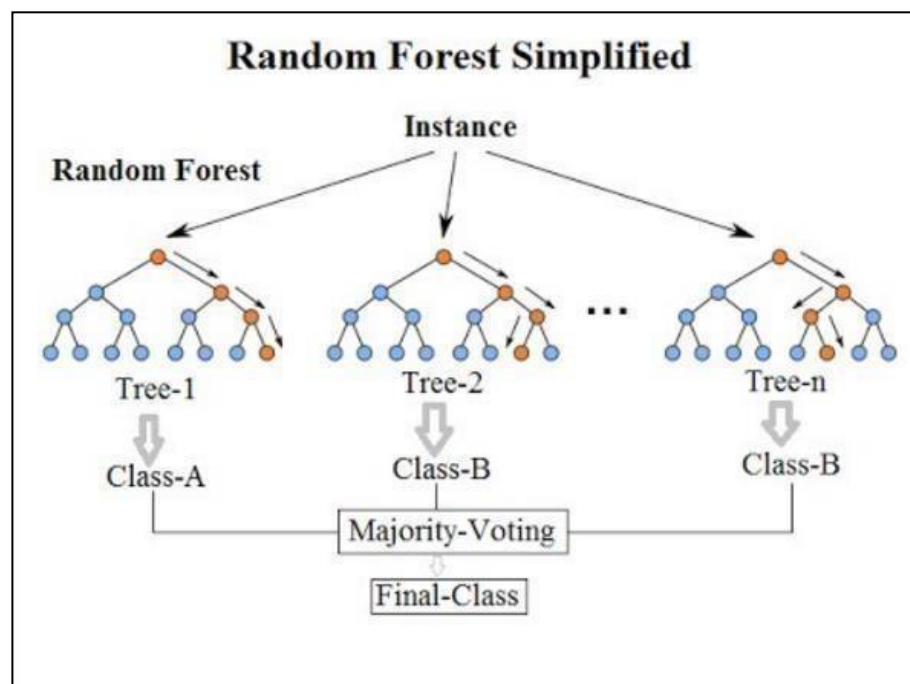 Random Forest Simplified
Instance
Random Forest
...
Tree-1
Tree-2
Tree-n
Class-A
Class-B
Class-B
Majority-Voting
Final-Class